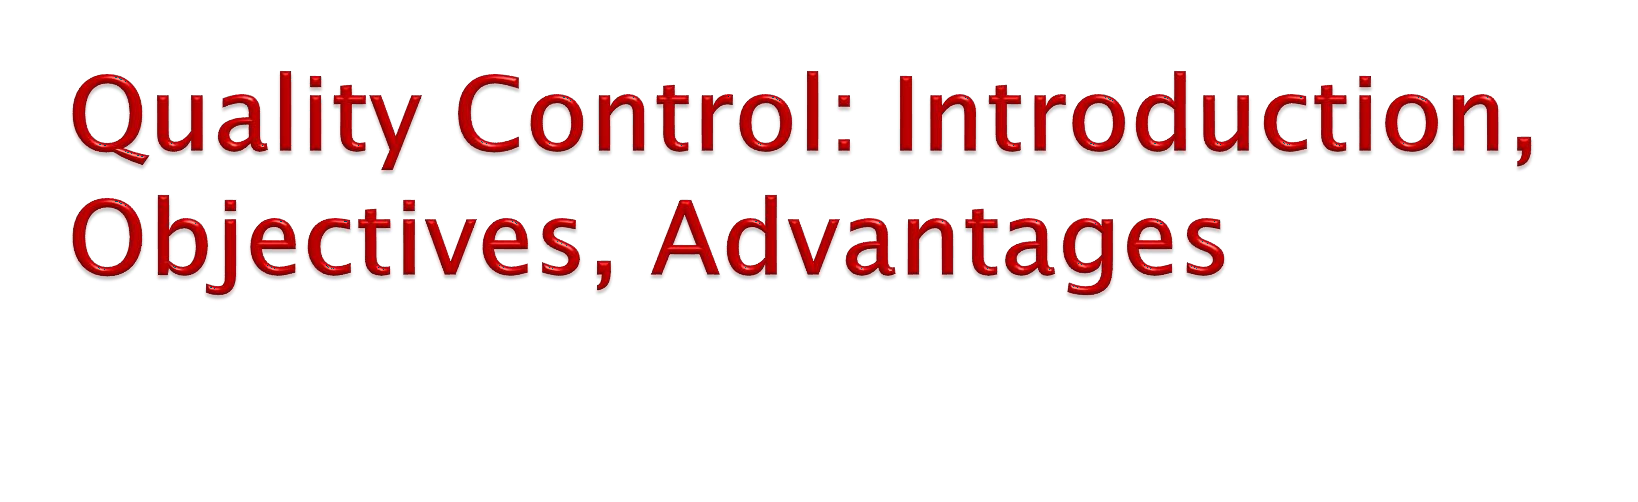 Quality Control: Introduction,
Objectives, Advantages